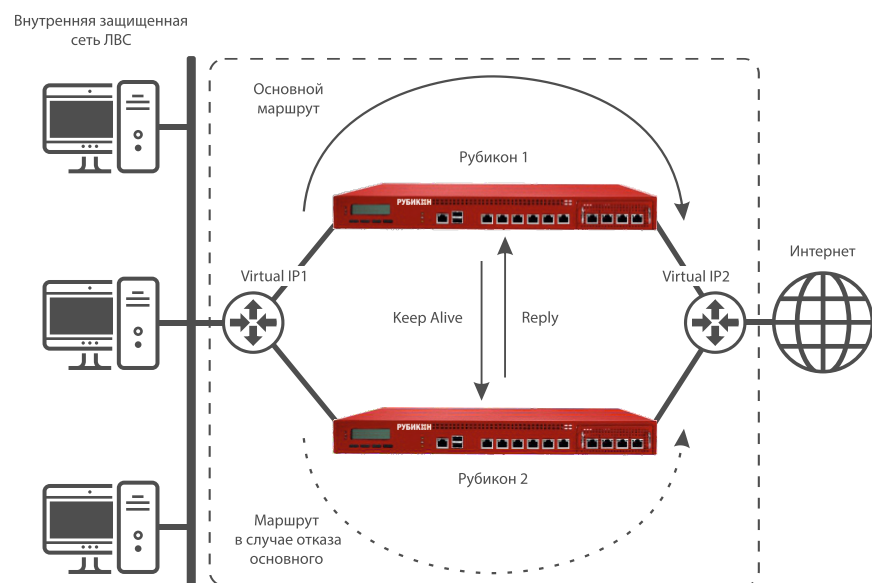 Внутренняя защищенная
сеть ЛВС
Основной
маршрут
Рубикон 1
РУБИКОН
Virtual IP1
Virtual IP2
Интернет
Keep Alive
Reply
РУБИКОН
Рубикон 2
Маршрут
в случае отказа
основного